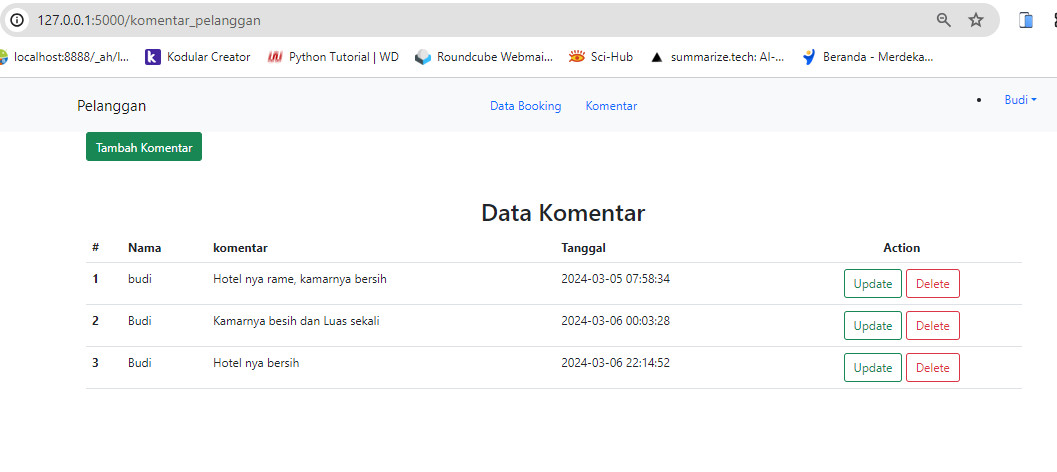 127.0.0.1:5000/komentar_pelanggan
localhost:8888/_ah/l... Kodular Creator Python Tutorial | WD Roundcube Webmai... Sci-Hub summarize.tech: AI-... Beranda - Merdeka...
Pelanggan Data Booking Komentar Budi
Tambah Komentar
Data Komentar
# Nama komentar Tanggal Action
1 budi Hotel nya rame, kamarnya bersih 2024-03-05 07:58:34 Update Delete
2 Budi Kamarnya besih dan Luas sekali 2024-03-06 00:03:28 Update Delete
3 Budi Hotel nya bersih 2024-03-06 22:14:52 Update Delete